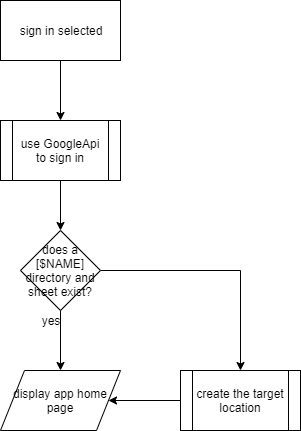 sign in selected
use GoogleApi
to sign in
does a
[$NAME]
directory and
sheet exist?
yes
display app home
page
create the target
location